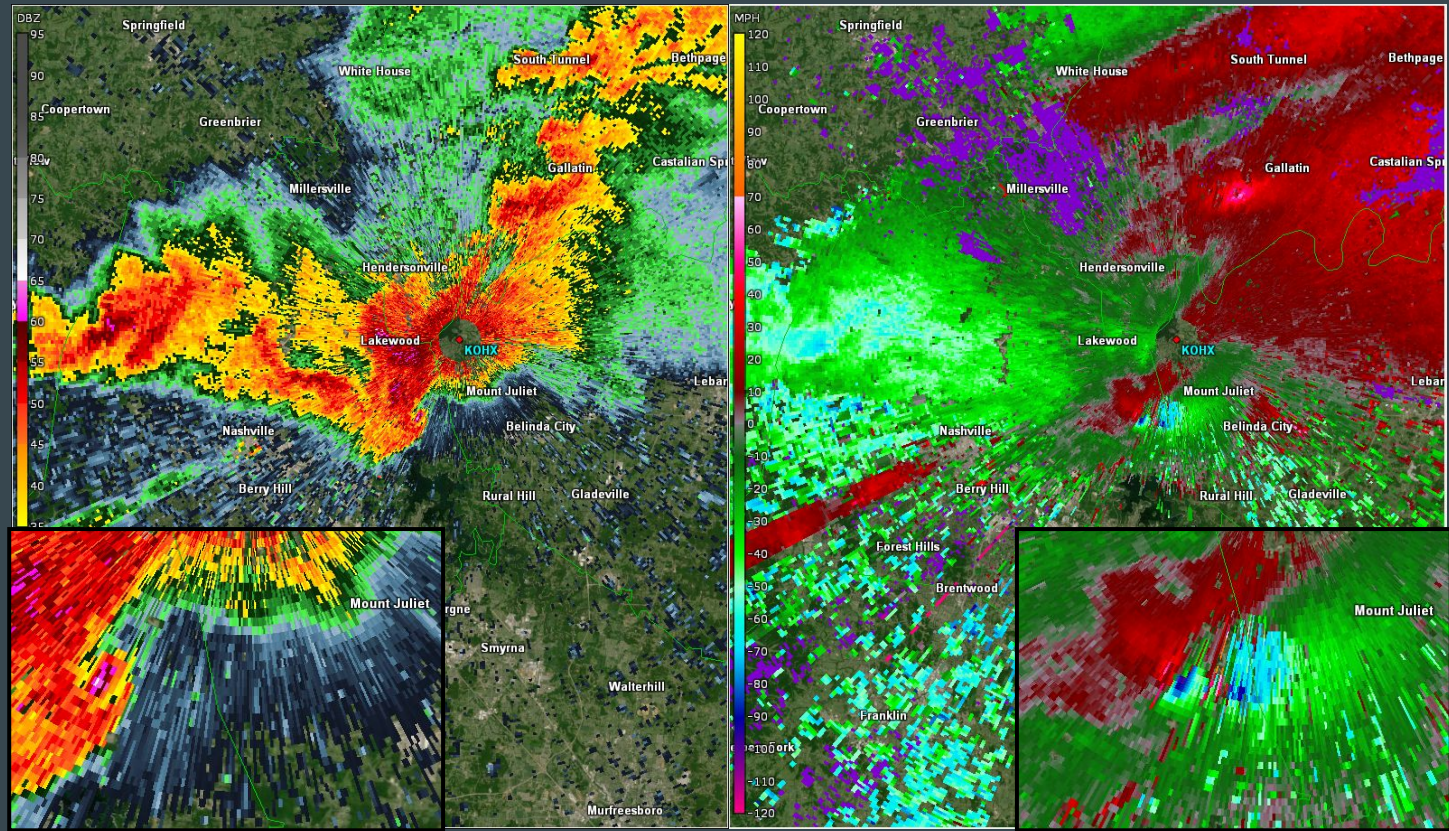 DBZ
95
90
85
80
75
70
65
60
55
50
45
40
35
Springfield
White House
South Tunnel
Bethpage
Coopertown
Greenbrier
Gallatin
Castalian Spr
Millersville
Hendersonville
Lakewood
KOHX
Mount Juliet
Lebar
Nashville
Belinda City
Berry Hill
Rural Hill
Gladeville
rgne
Smyrna
Walterhill
Murfreesboro
Mount Juliet
MPH
120
110
100
90
80
70
60
50
40
30
20
10
0
-10
-20
-30
-40
-50
-60
-70
-80
-90
-100
-110
-120
Springfield
White House
South Tunnel
Bethpage
Coopertown
Greenbrier
Gallatin
Castalian Spr
Millersville
Hendersonville
Lakewood
KOHX
Mount Juliet
Lebar
Nashville
Belinda City
Berry Hill
Rural Hill
Gladeville
Forest Hills
Brentwood
Franklin
Mount Juliet